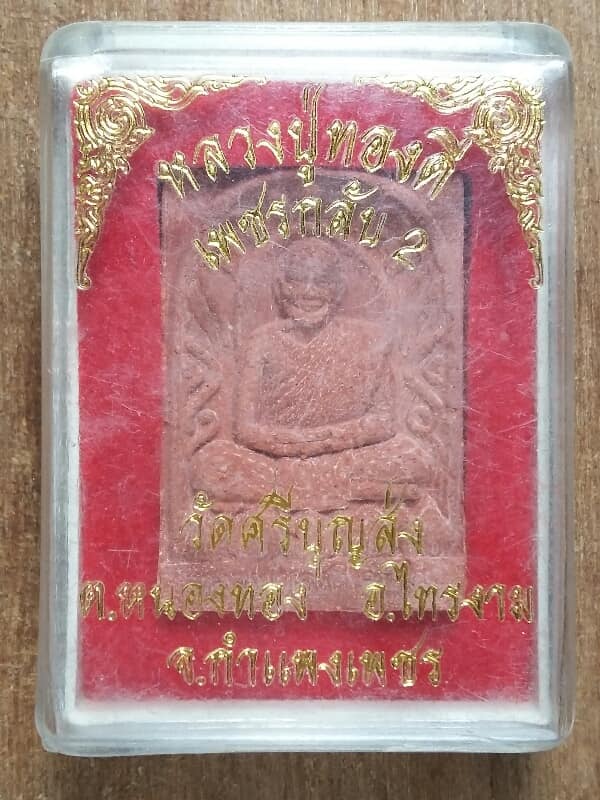 หลวงปู่ทองดี
เพชรกลับ 2
วัดศรีบุญส่ง
ต.หนองทอง อ.ไทรงาม
จ.กำแพงเพชร